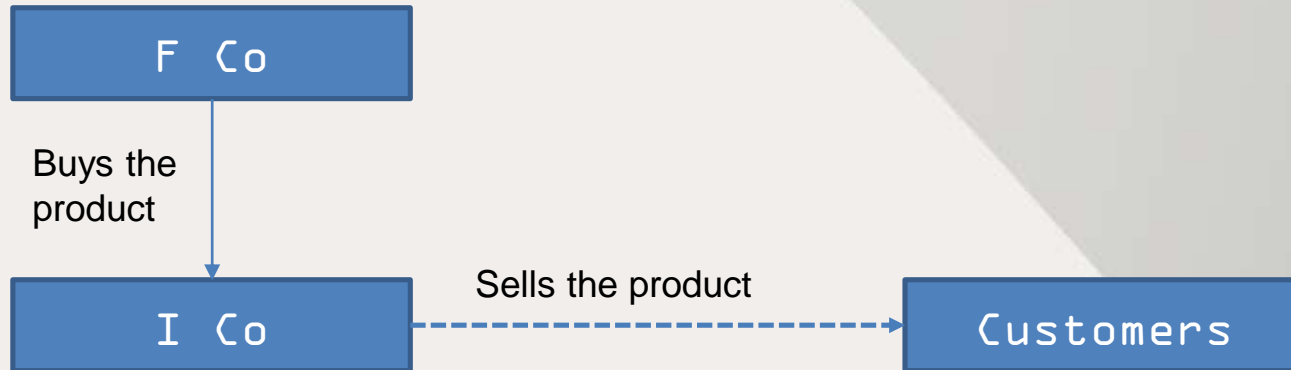 F Co
Buys the
product
Sells the product
I Co
Customers